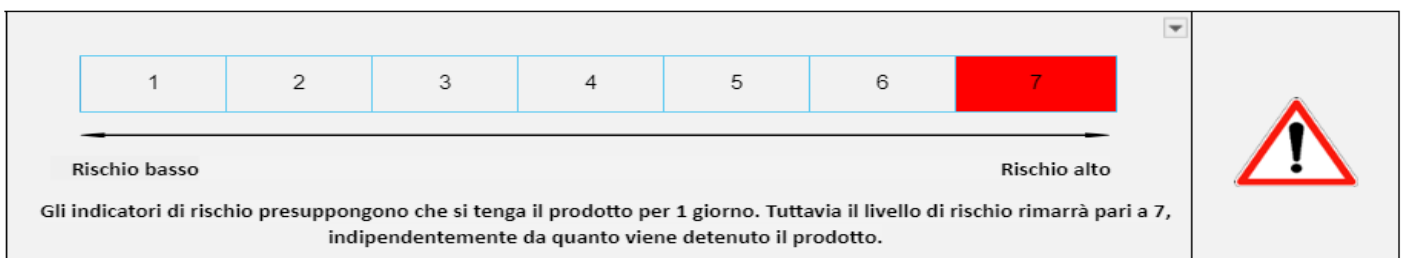 1 2 3 4 5 6 7
Rischio basso Rischio alto
Gli indicatori di rischio presuppongono che si tenga il prodotto per 1 giorno. Tuttavia il livello di rischio rimarrà pari a 7,
indipendentemente da quanto viene detenuto il prodotto.